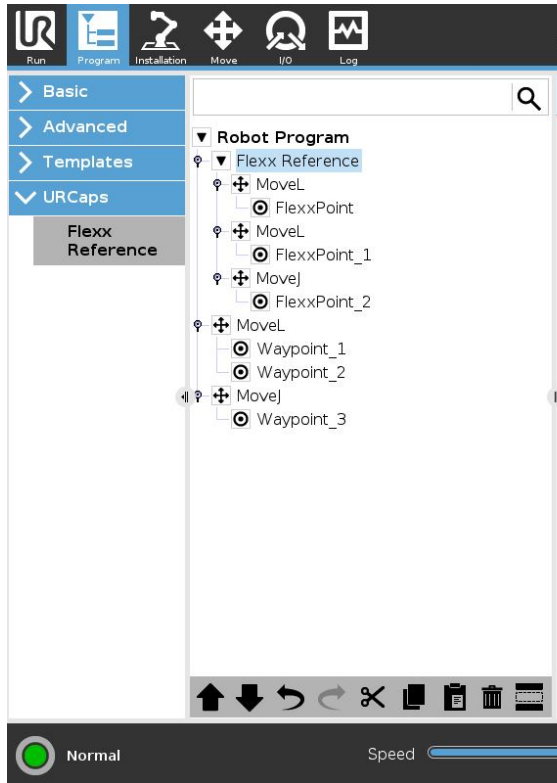 UR
Run Program Installation Move I/O Log
Basic
Advanced
Templates
URCaps
Flexx
Reference
Robot Program
Flexx Reference
MoveL
FlexxPoint
MoveL
FlexxPoint_1
MoveJ
FlexxPoint_2
MoveL
Waypoint_1
Waypoint_2
MoveJ
Waypoint_3
Normal
Speed